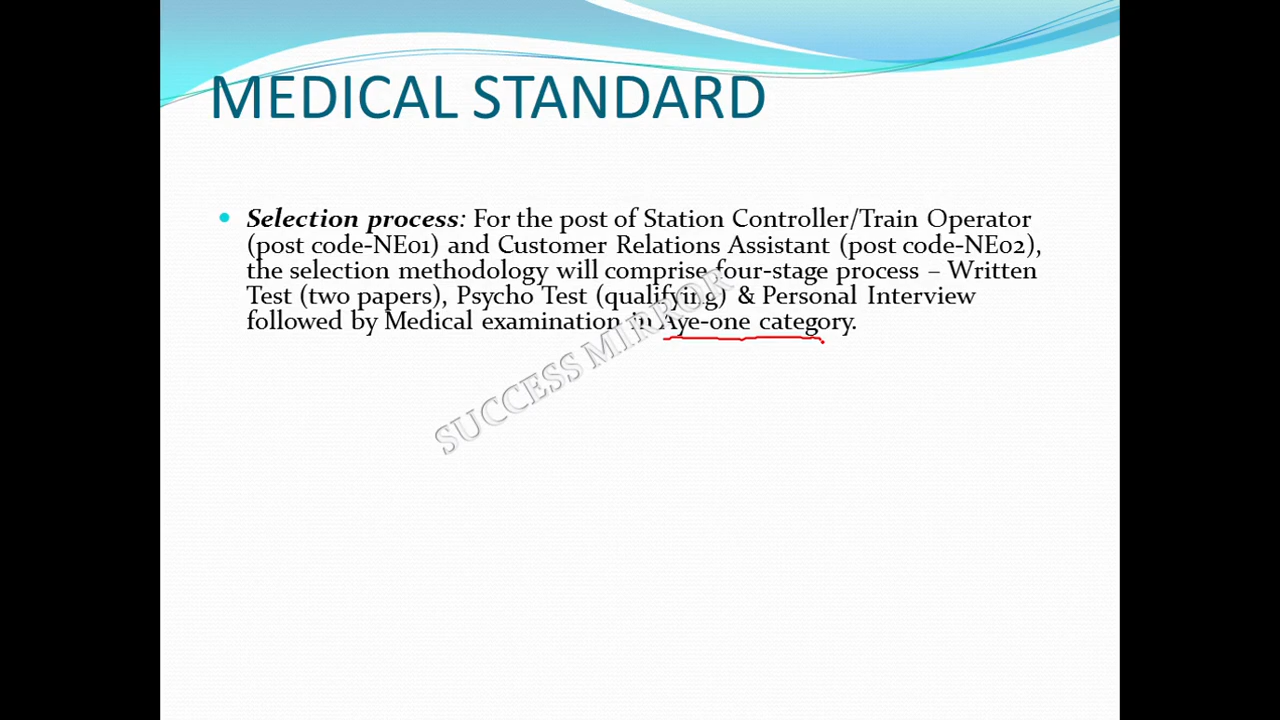 MEDICAL STANDARD
Selection process: For the post of Station Controller/Train Operator
(post code-NE01) and Customer Relations Assistant (post code-NE02),
the selection methodology will comprise four-stage process – Written
Test (two papers), Psycho Test (qualifying) & Personal Interview
followed by Medical examination in Aye-one category.
SUCCESS MIRROR